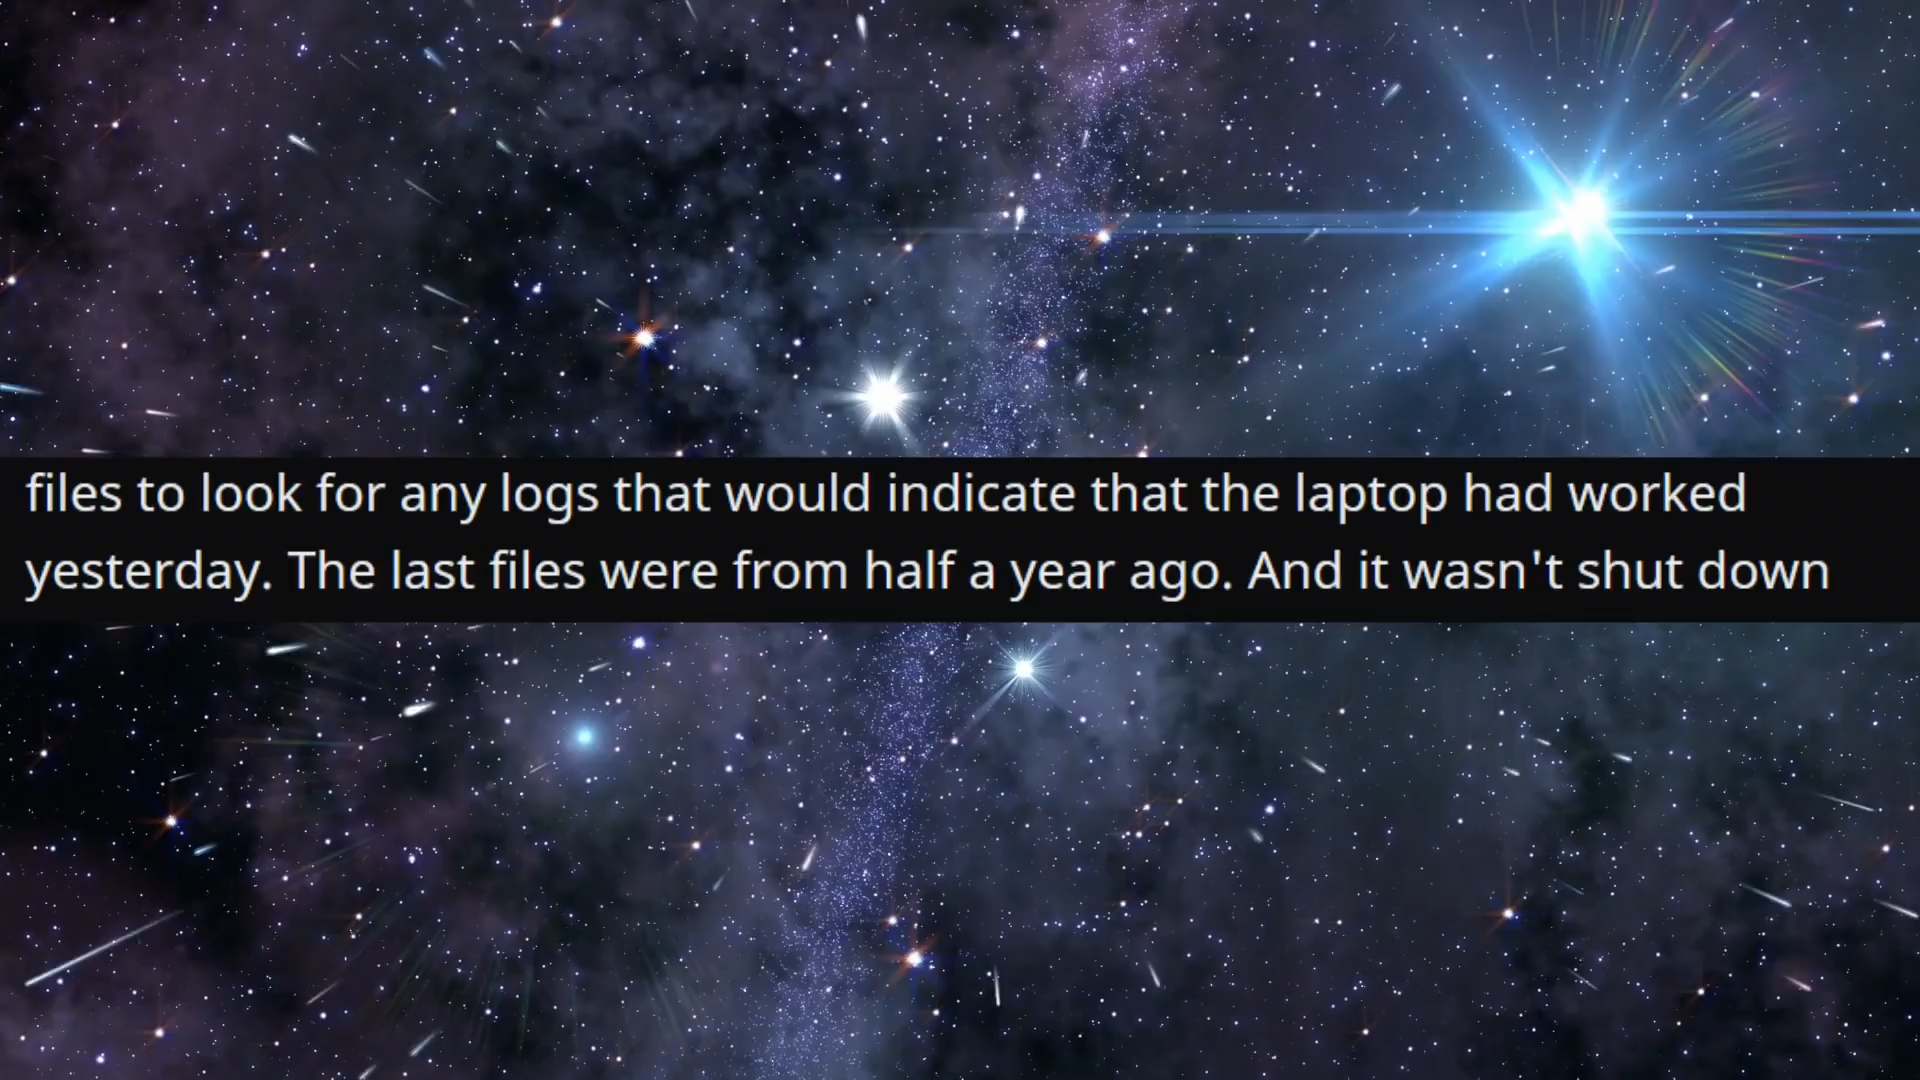 files to look for any logs that would indicate that the laptop had worked
yesterday. The last files were from half a year ago. And it wasn't shut down